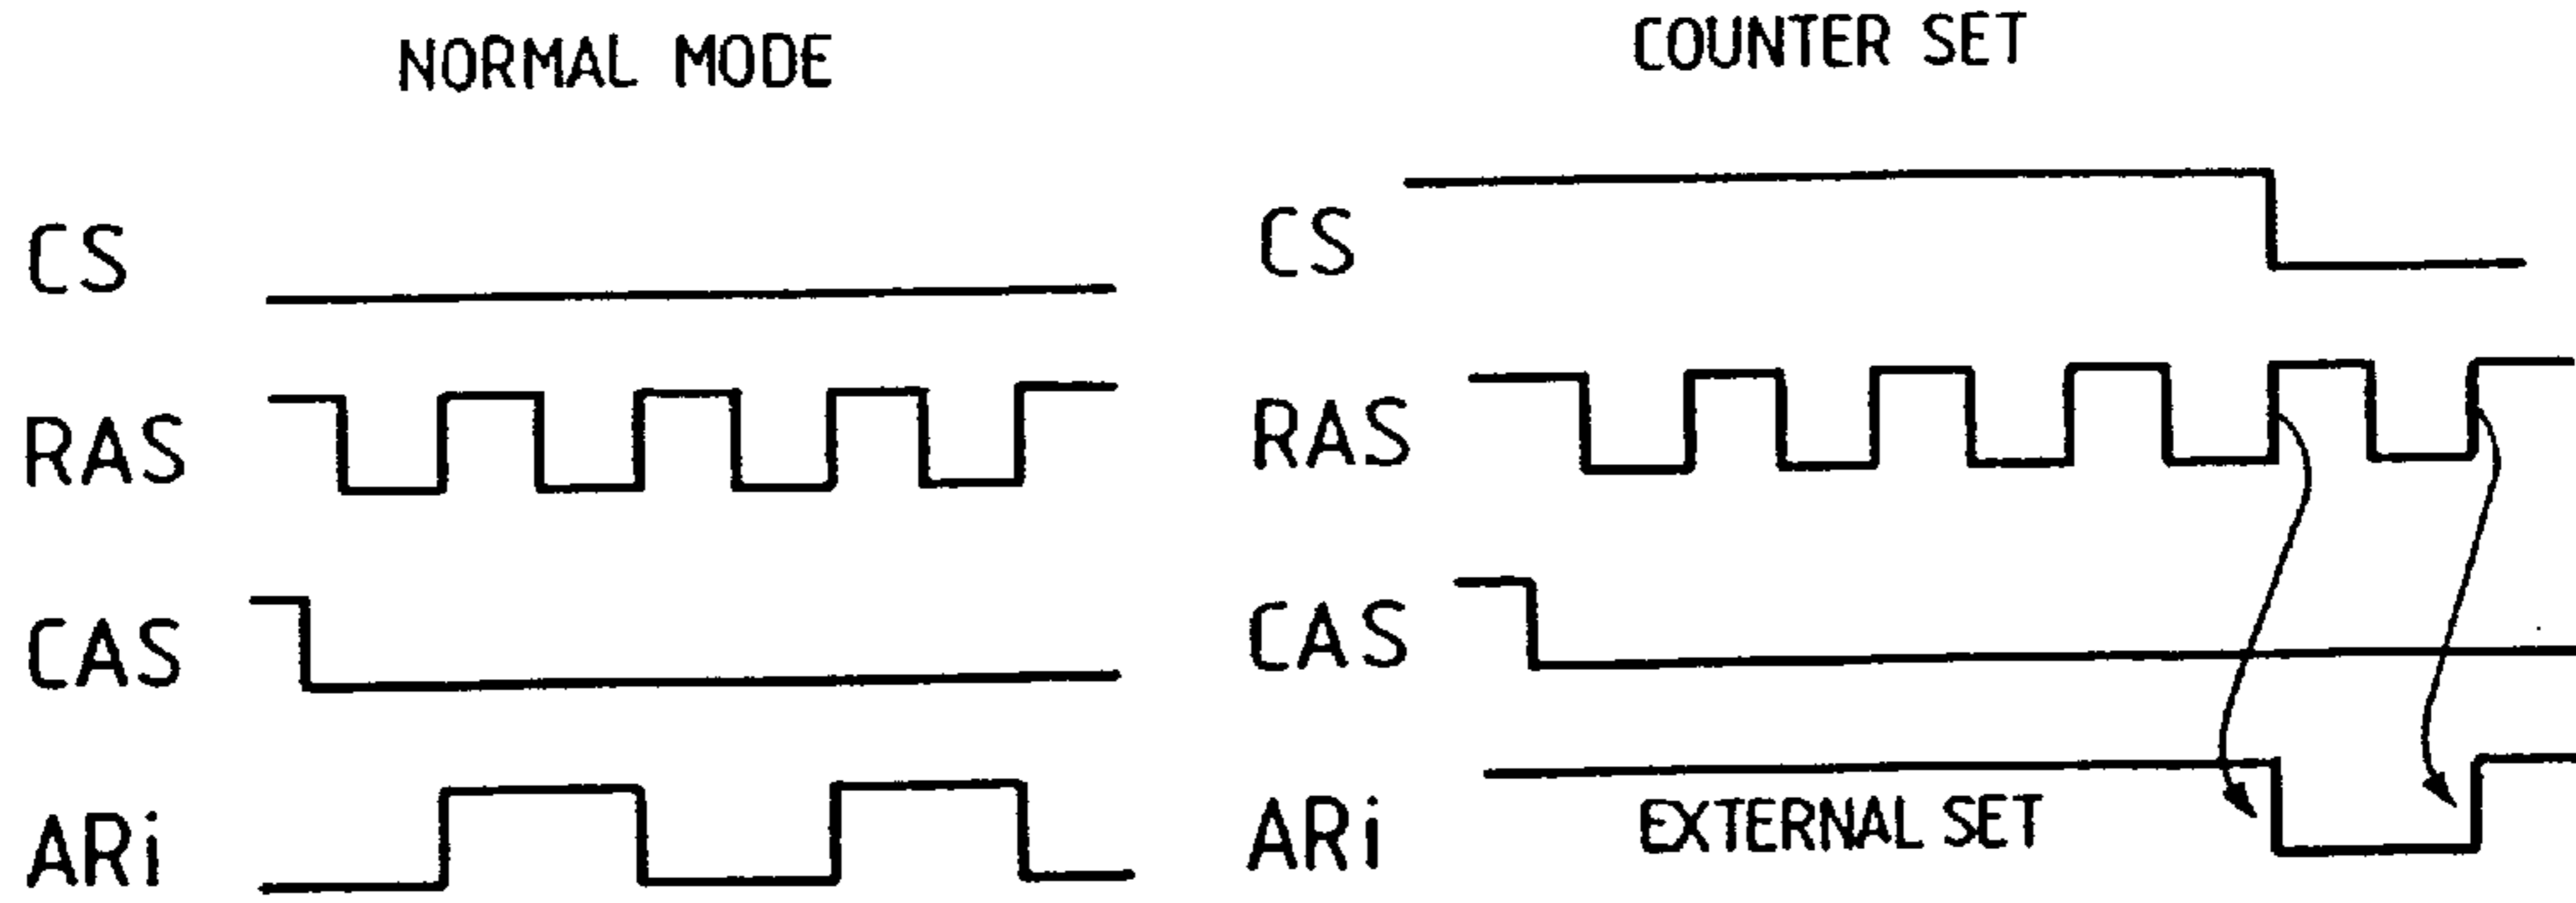 NORMAL MODE
CS
RAS
CAS
ARi
COUNTER SET
CS
RAS
CAS
ARi
EXTERNAL SET